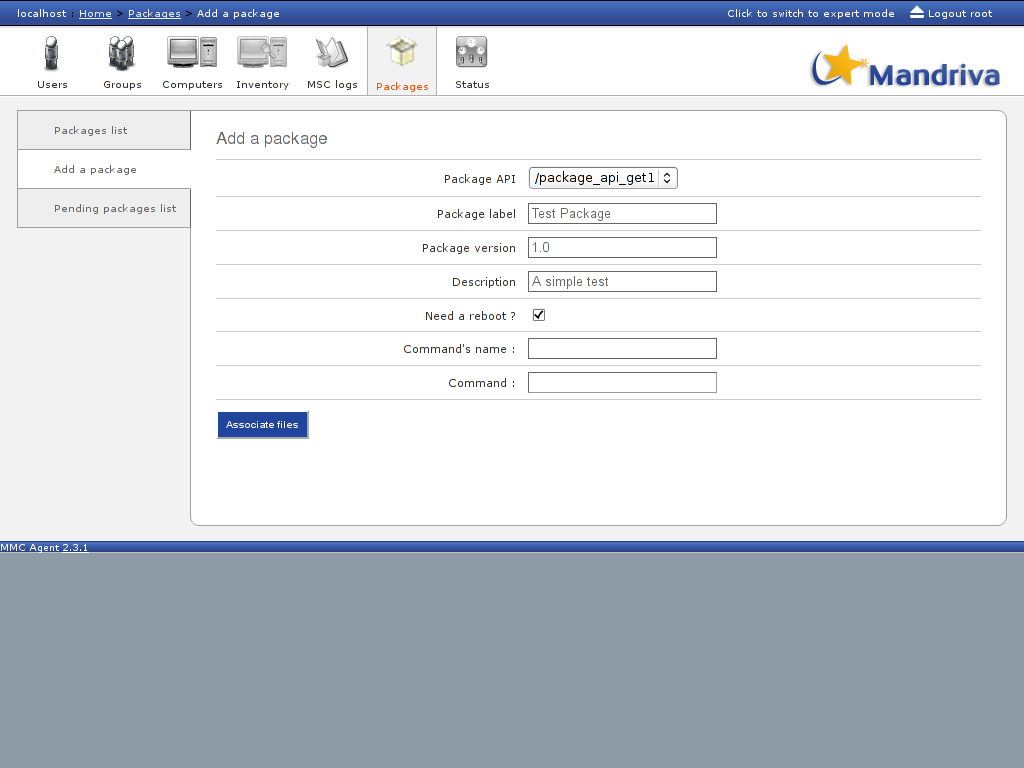 localhost : Home > Packages > Add a package Click to switch to expert mode Logout root
Users Groups Computers Inventory MSC logs Packages Status
Mandriva
Packages list
Add a package
Pending packages list
Add a package
Package API /package_api_get1
Package label Test Package
Package version 1.0
Description A simple test
Need a reboot ?
Command's name :
Command :
Associate files
MMC Agent 2.3.1